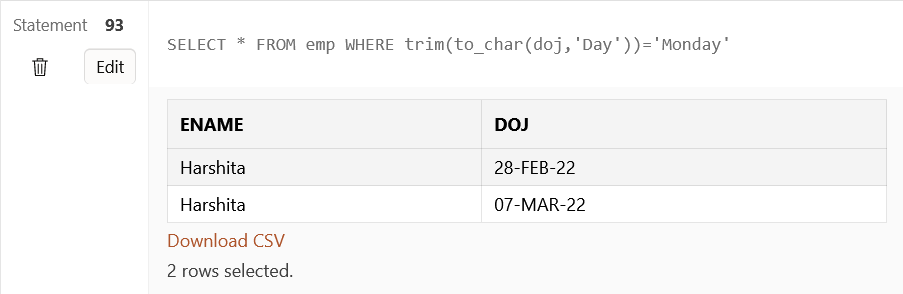 Statement 93
Edit
SELECT * FROM emp WHERE trim(to_char(doj,'Day'))='Monday'
ENAME DOJ
Harshita 28-FEB-22
Harshita 07-MAR-22
Download CSV
2 rows selected.